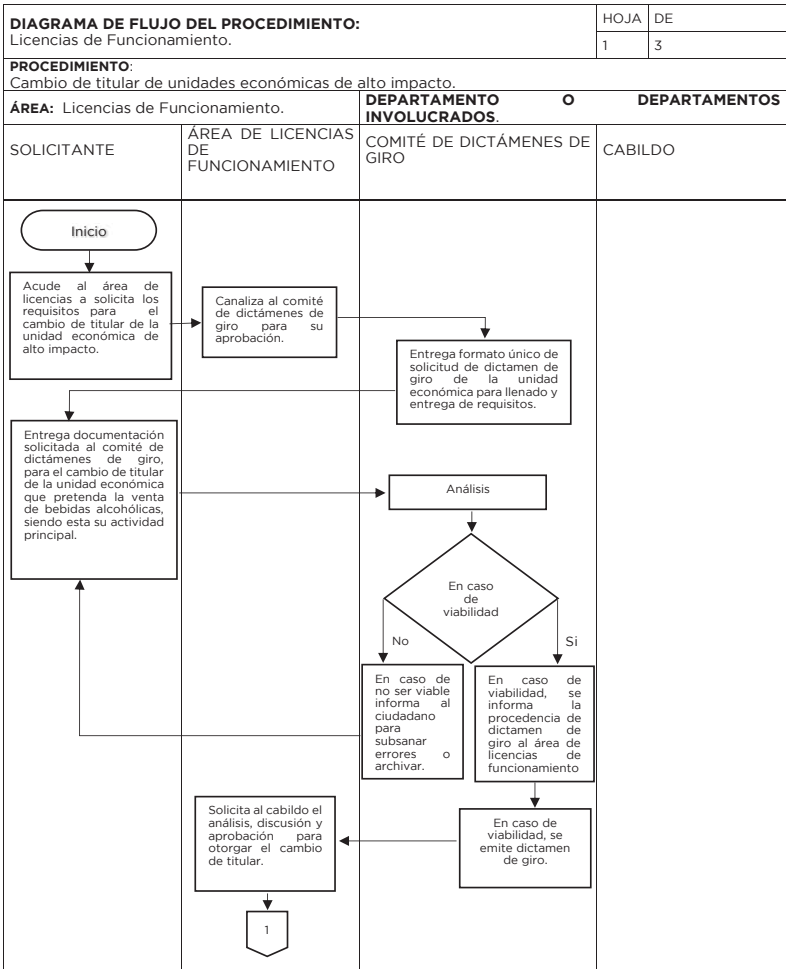 DIAGRAMA DE FLUJO DEL PROCEDIMIENTO:
Licencias de Funcionamiento.
HOJA DE
1 3
PROCEDIMIENTO:
Cambio de titular de unidades económicas de alto impacto.
ÁREA: Licencias de Funcionamiento.
DEPARTAMENTO O DEPARTAMENTOS
INVOLUCRADOS.
SOLICITANTE
ÁREA DE LICENCIAS
DE
FUNCIONAMIENTO
COMITÉ DE DICTÁMENES DE
GIRO
CABILDO
Inicio
Acude al área de
licencias a solicita los
requisitos para el
cambio de titular de la
unidad económica de
alto impacto.
Canaliza al comité
de dictámenes de
giro para su
aprobación.
Entrega formato único de
solicitud de dictamen de
giro de la unidad
económica para llenado y
entrega de requisitos.
Entrega documentación
solicitada al comité de
dictámenes de giro,
para el cambio de titular
de la unidad económica
que pretenda la venta
de bebidas alcohólicas,
siendo esta su actividad
principal.
Análisis
En caso
de
viabilidad
No
Si
En caso de
no ser viable
informa al
ciudadano
para
subsanar
errores o
archivar.
En caso de
viabilidad, se
informa la
procedencia de
dictamen de
giro al área de
licencias de
funcionamiento
Solicita al cabildo el
análisis, discusión y
aprobación para
otorgar el cambio
de titular.
En caso de
viabilidad, se
emite dictamen
de giro.
1